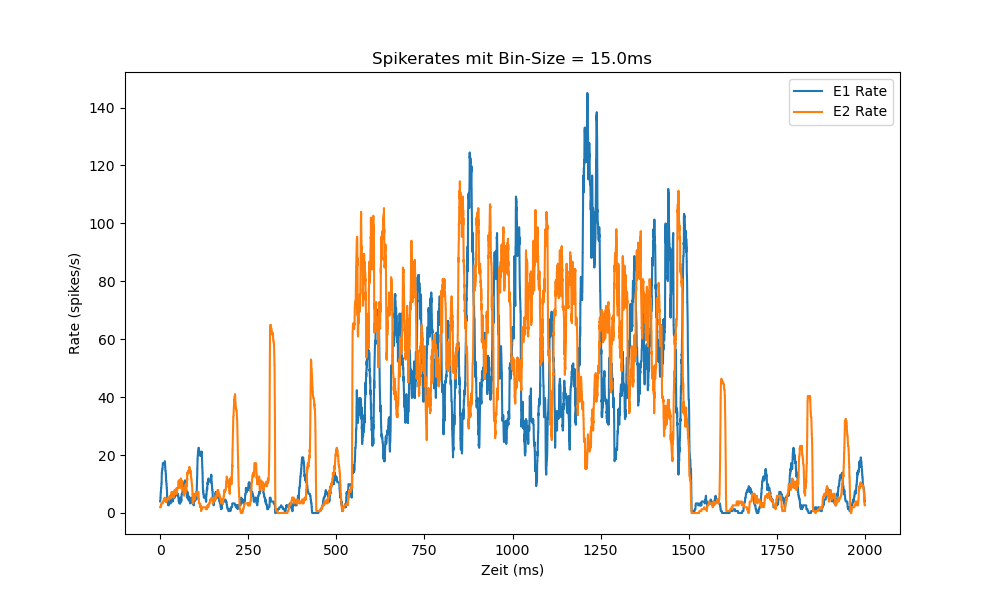 Spikerates mit Bin-Size = 15.0ms
E1 Rate
E2 Rate
140
120
100
80
60
40
20
0
Rate (spikes/s)
0 250 500 750 1000 1250 1500 1750 2000
Zeit (ms)